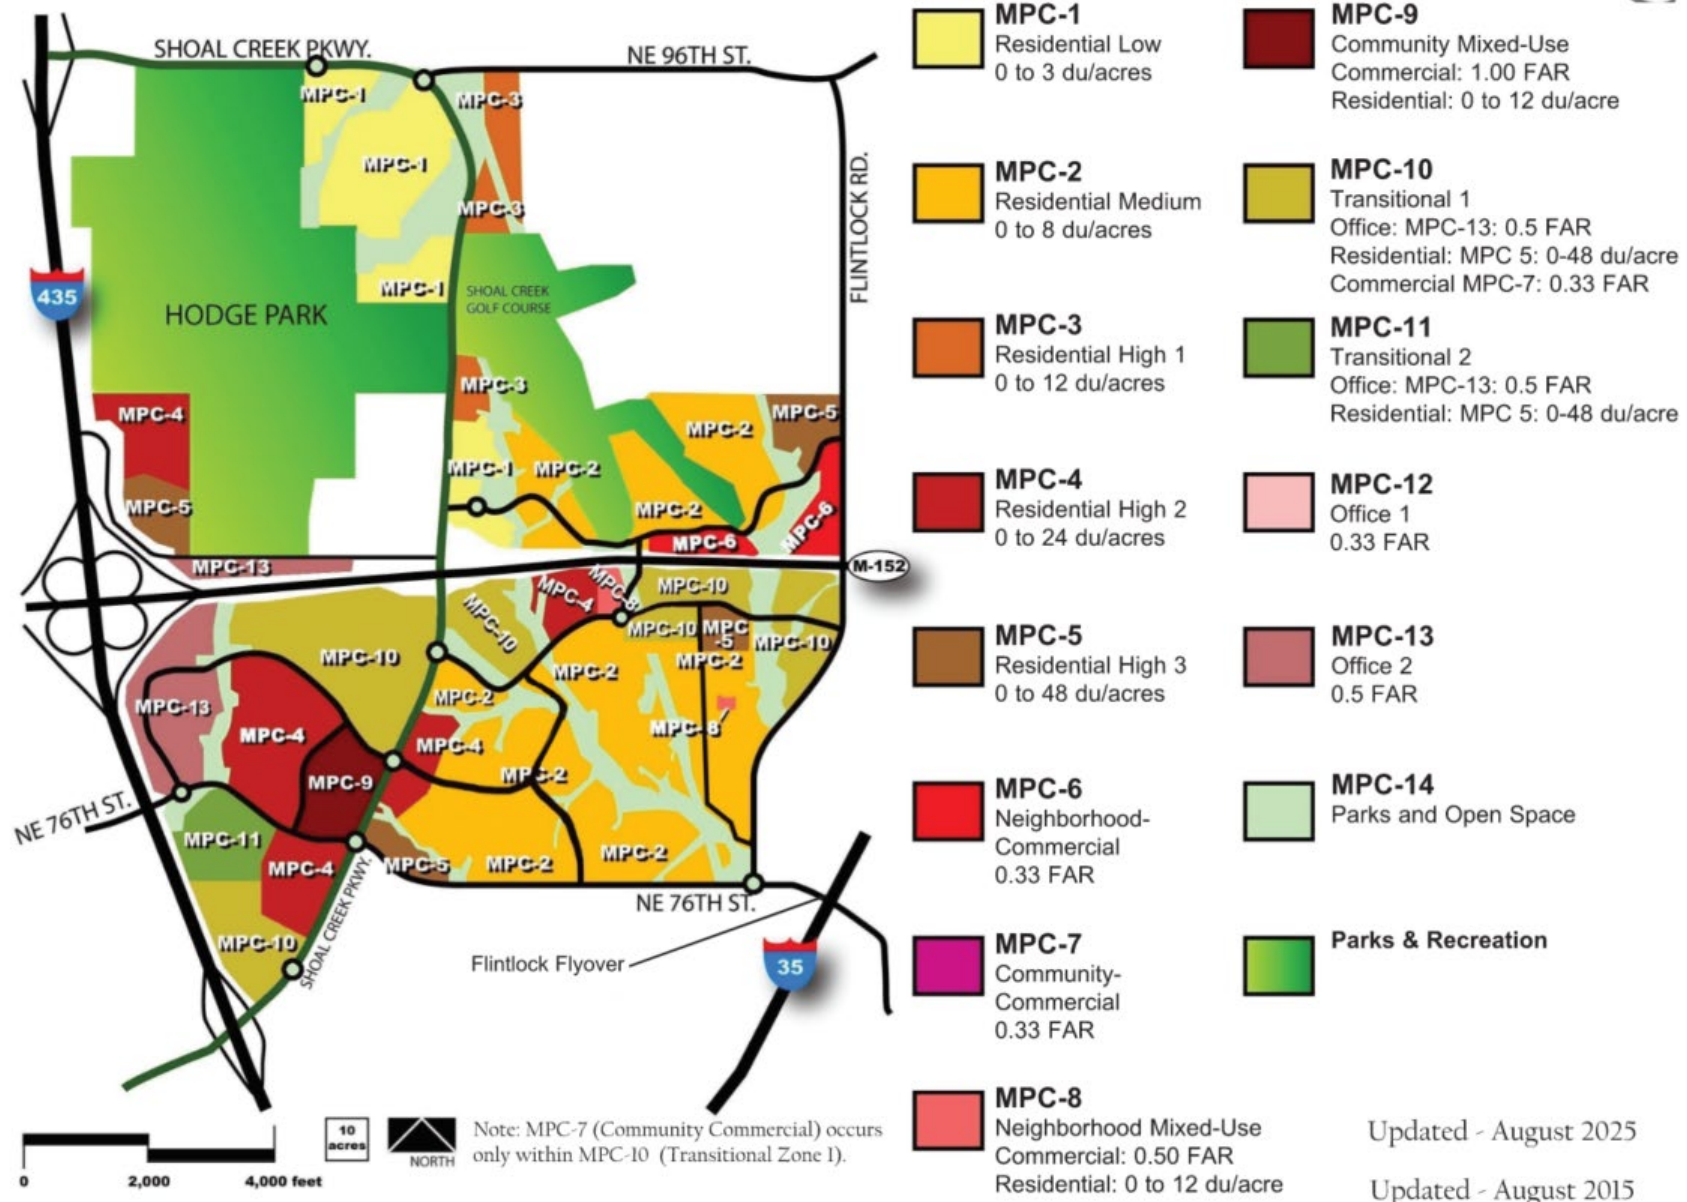 SHOAL CREEK PKWY.
NE 96TH ST.
MPC-1
MPC-3
MPC-1
FLINTLOCK RD.
MPC-3
435
MPC-1
SHOAL CREEK
GOLF COURSE
HODGE PARK
MPC-3
MPC-4
MPC-5
MPC-2
MPC-1
MPC-2
MPC-5
MPC-2
MPC-6
MPC-6
MPC-13
M-152
MPC-4
MPC-8
MPC-10
MPC-10
MPC-10
MPC
-5
MPC-10
MPC-10
MPC-2
MPC-2
MPC-2
MPC-13
MPC-8
MPC-4
MPC-4
MPC-9
MPC-2
NE 76TH ST.
MPC-11
MPC-4
MPC-5
MPC-2
MPC-2
NE 76TH ST.
SHOAL CREEK PKWY.
MPC-10
Flintlock Flyover
35
0
2,000
4,000 feet
10
acres
NORTH
Note: MPC-7 (Community Commercial) occurs
only within MPC-10 (Transitional Zone 1).
MPC-1
Residential Low
0 to 3 du/acres
MPC-2
Residential Medium
0 to 8 du/acres
MPC-3
Residential High 1
0 to 12 du/acres
MPC-4
Residential High 2
0 to 24 du/acres
MPC-5
Residential High 3
0 to 48 du/acres
MPC-6
Neighborhood-
Commercial
0.33 FAR
MPC-7
Community-
Commercial
0.33 FAR
MPC-8
Neighborhood Mixed-Use
Commercial: 0.50 FAR
Residential: 0 to 12 du/acre
MPC-9
Community Mixed-Use
Commercial: 1.00 FAR
Residential: 0 to 12 du/acre
MPC-10
Transitional 1
Office: MPC-13: 0.5 FAR
Residential: MPC 5: 0-48 du/acre
Commercial MPC-7: 0.33 FAR
MPC-11
Transitional 2
Office: MPC-13: 0.5 FAR
Residential: MPC 5: 0-48 du/acre
MPC-12
Office 1
0.33 FAR
MPC-13
Office 2
0.5 FAR
MPC-14
Parks and Open Space
Parks & Recreation
Updated - August 2025
Updated - August 2015